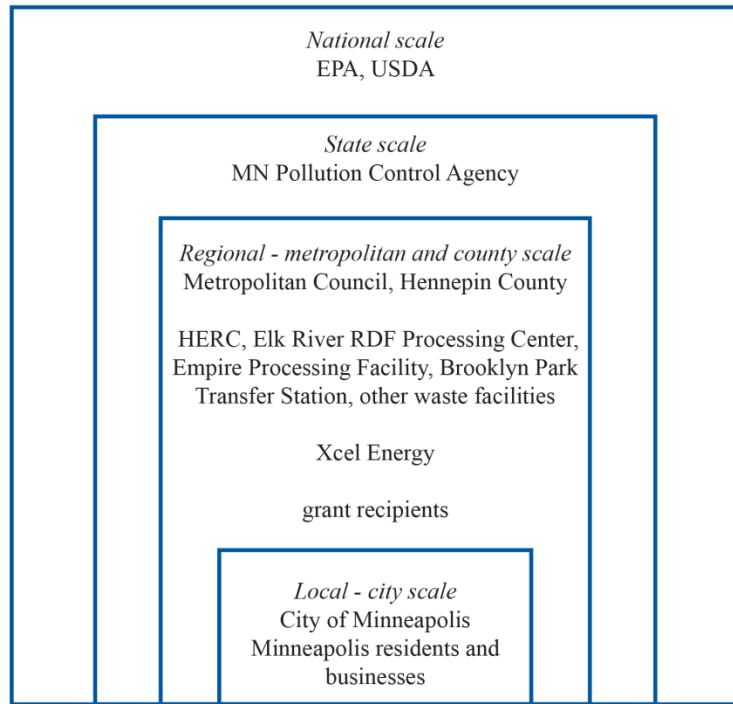 National scale
EPA, USDA
State scale
MN Pollution Control Agency
Regional - metropolitan and county scale
Metropolitan Council, Hennepin County
HERC, Elk River RDF Processing Center,
Empire Processing Facility, Brooklyn Park
Transfer Station, other waste facilities
Xcel Energy
grant recipients
Local - city scale
City of Minneapolis
Minneapolis residents and
businesses